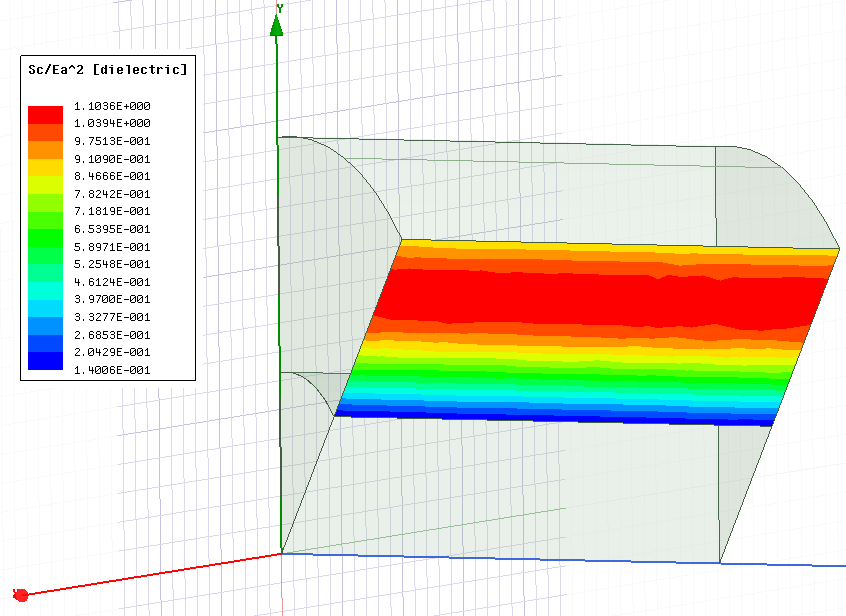 Y
Sc/Ea^2 [dielectric]
1.1036E+000
1.0394E+000
9.7513E-001
9.1090E-001
8.4666E-001
7.8242E-001
7.1819E-001
6.5395E-001
5.8971E-001
5.2548E-001
4.6124E-001
3.9700E-001
3.3277E-001
2.6853E-001
2.0429E-001
1.4006E-001